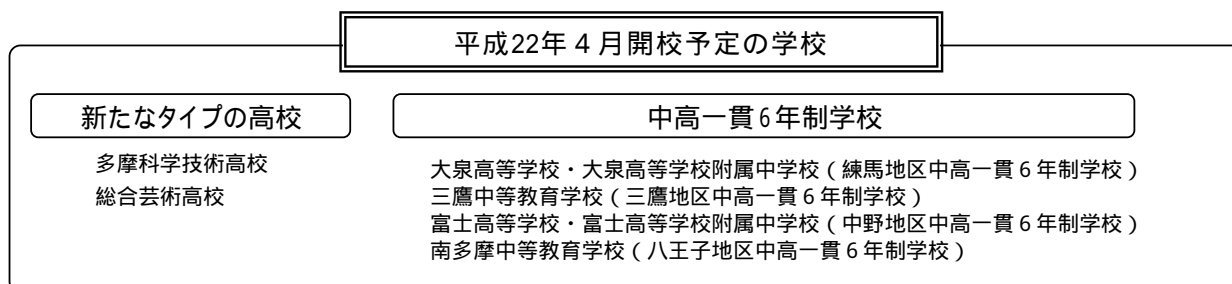 平成22年４月開校予定の学校
新たなタイプの高校
多摩科学技術高校
総合芸術高校
中高一貫６年制学校
大泉高等学校・大泉高等学校附属中学校（練馬地区中高一貫６年制学校）
三鷹中等教育学校（三鷹地区中高一貫６年制学校）
富士高等学校・富士高等学校附属中学校（中野地区中高一貫６年制学校）
南多摩中等教育学校（八王子地区中高一貫６年制学校）